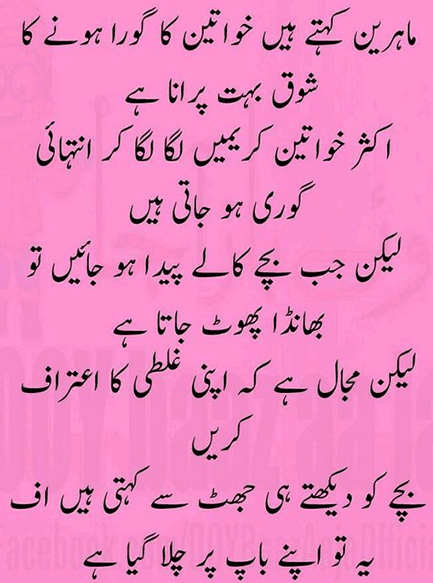 ماہرین کہتے ہیں خواتین کا گورا ہونے کا
شوق بہت پرانا ہے
اکثر خواتین کریمیں لگا لگا کر انتہائی
گوری ہو جاتی ہیں
لیکن جب بچے کالے پیدا ہو جائیں تو
بھانڈا پھوٹ جاتا ہے
لیکن مجال ہے کہ اپنی غلطی کا اعتراف
کریں
بچے کو دیکھتے ہی جھٹ سے کہتی ہیں اف
یہ تو اپنے باپ پر چلا گیا ہے